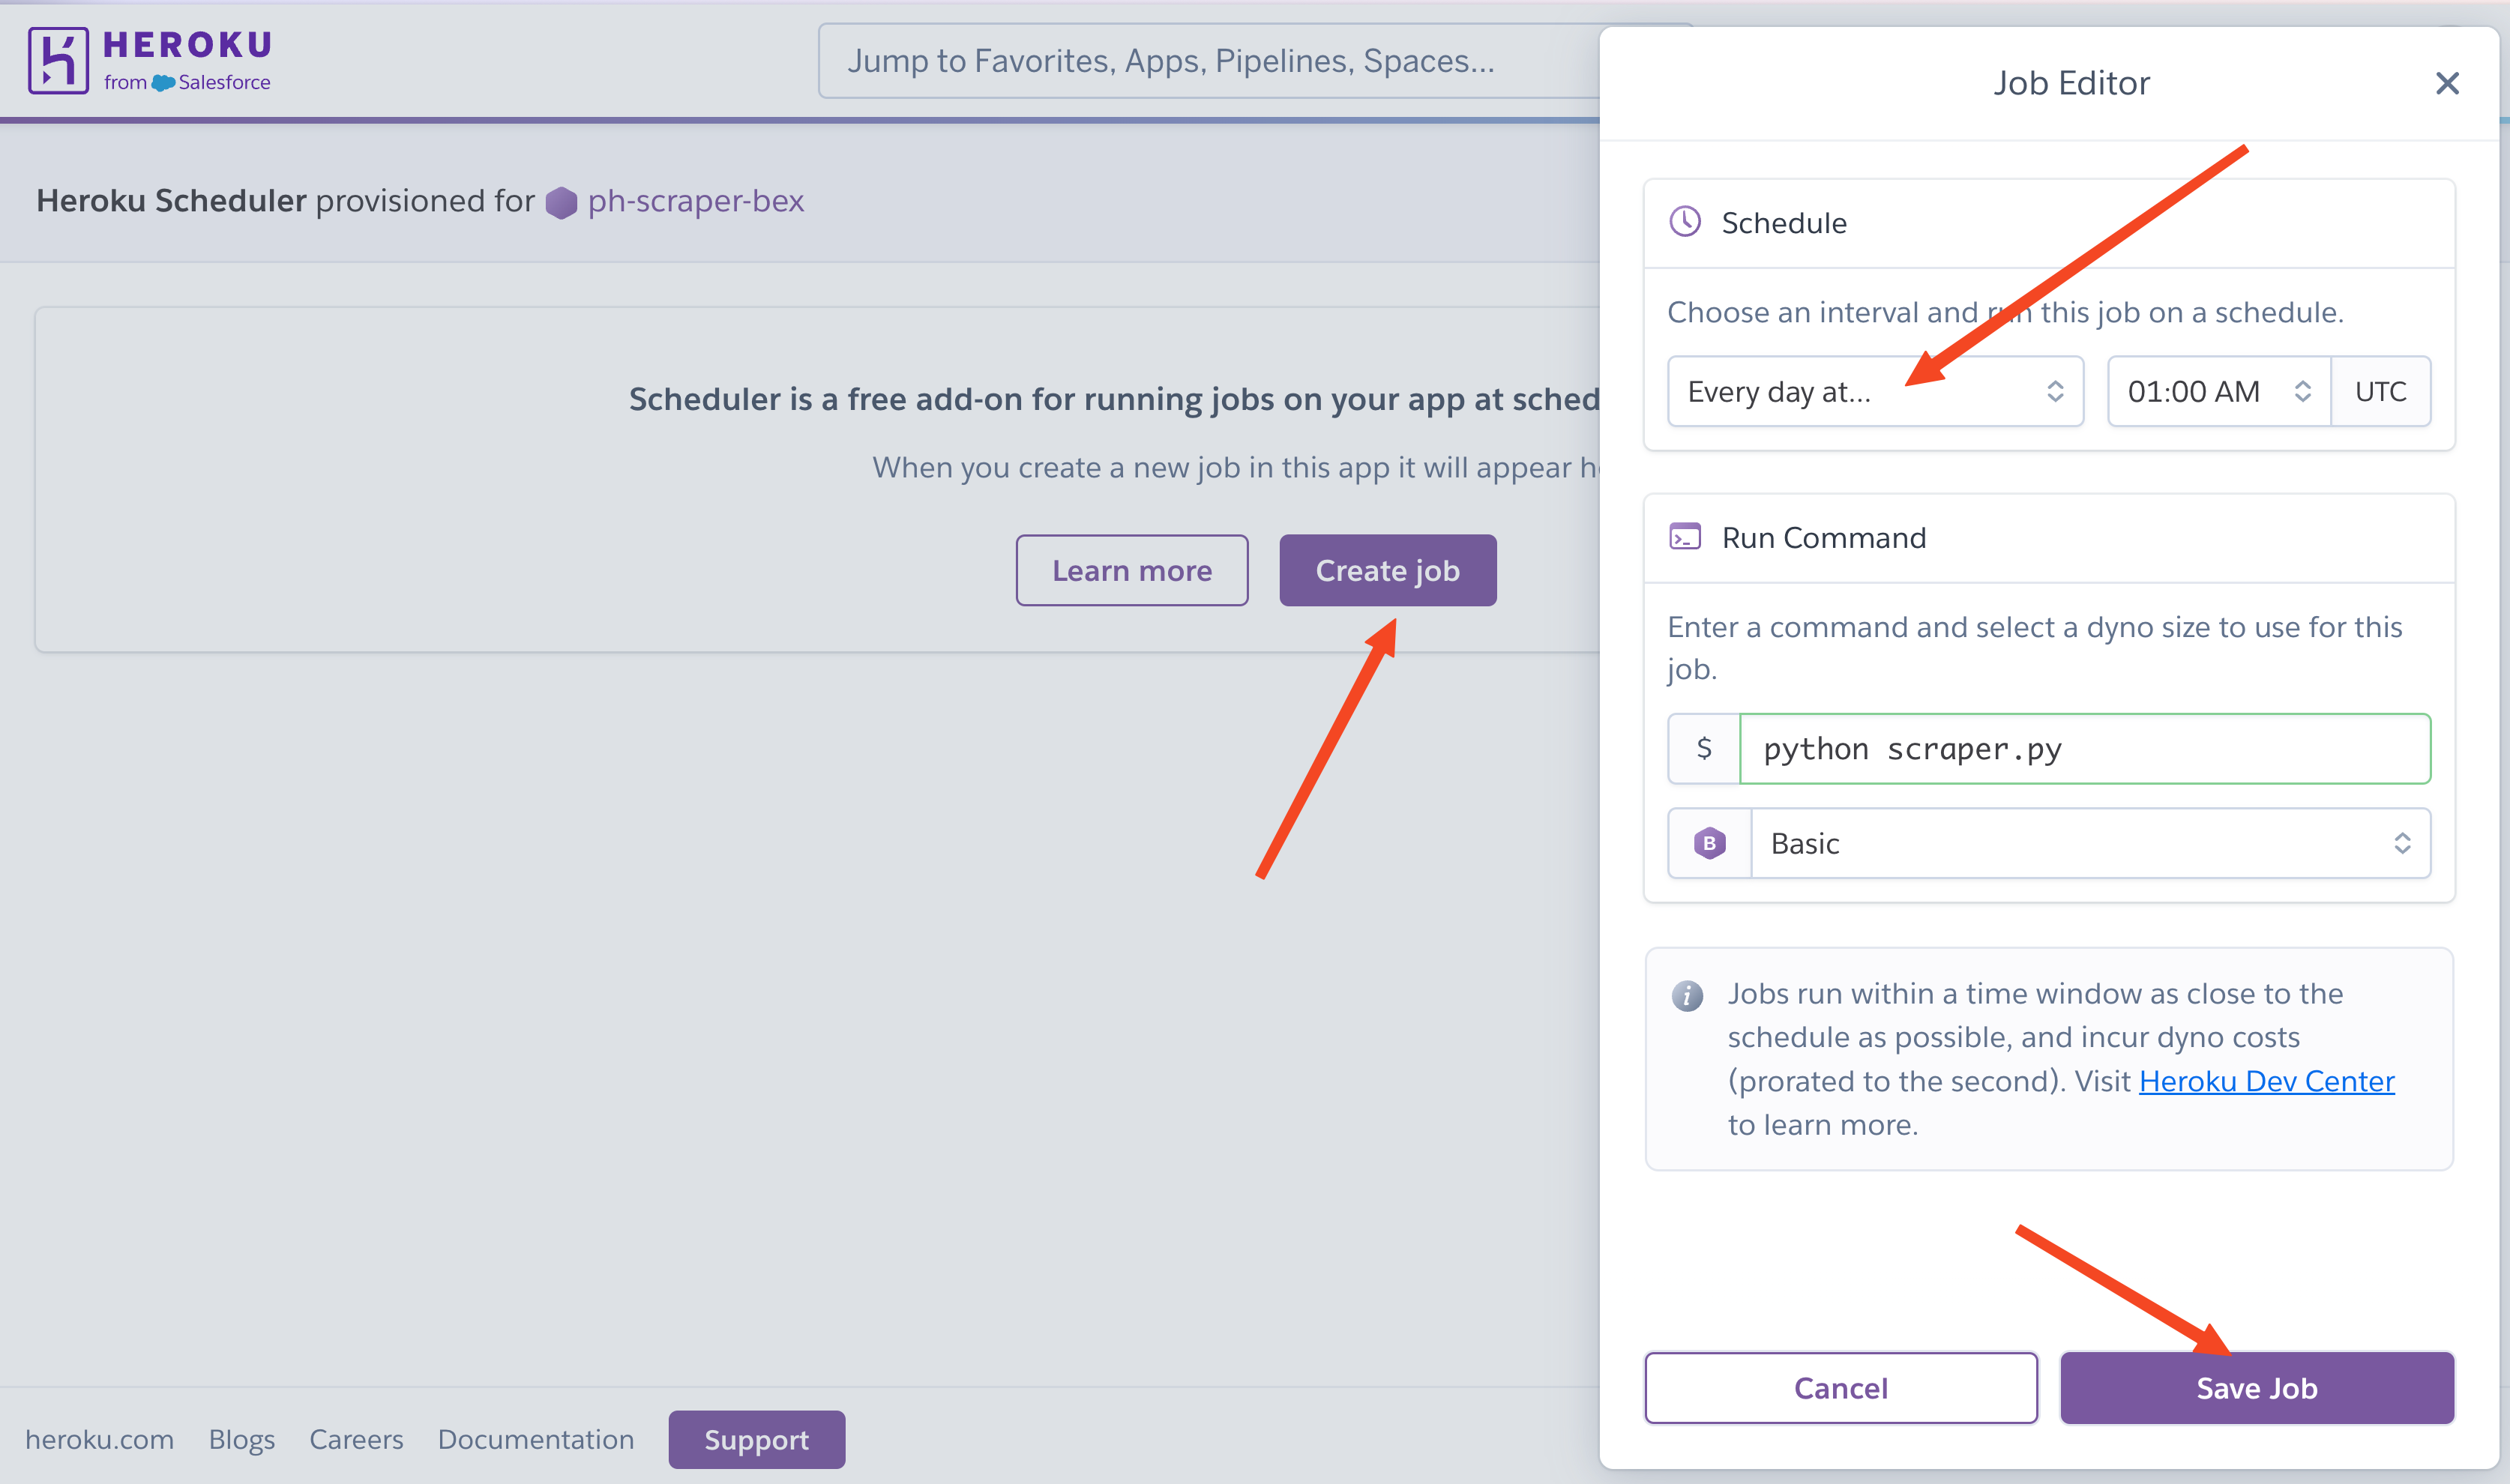 HEROKU
from Salesforce
Jump to Favorites, Apps, Pipelines, Spaces...
Heroku Scheduler provisioned for ph-scraper-bex
Scheduler is a free add-on for running jobs on your app at sched
When you create a new job in this app it will appear h
Learn more
Create job
heroku.com Blogs Careers Documentation Support
Job Editor
Schedule
Choose an interval and run this job on a schedule.
Every day at... 01:00 AM UTC
Run Command
Enter a command and select a dyno size to use for this
job.
$ python scraper.py
B Basic
i Jobs run within a time window as close to the
schedule as possible, and incur dyno costs
(prorated to the second). Visit Heroku Dev Center
to learn more.
Cancel
Save Job